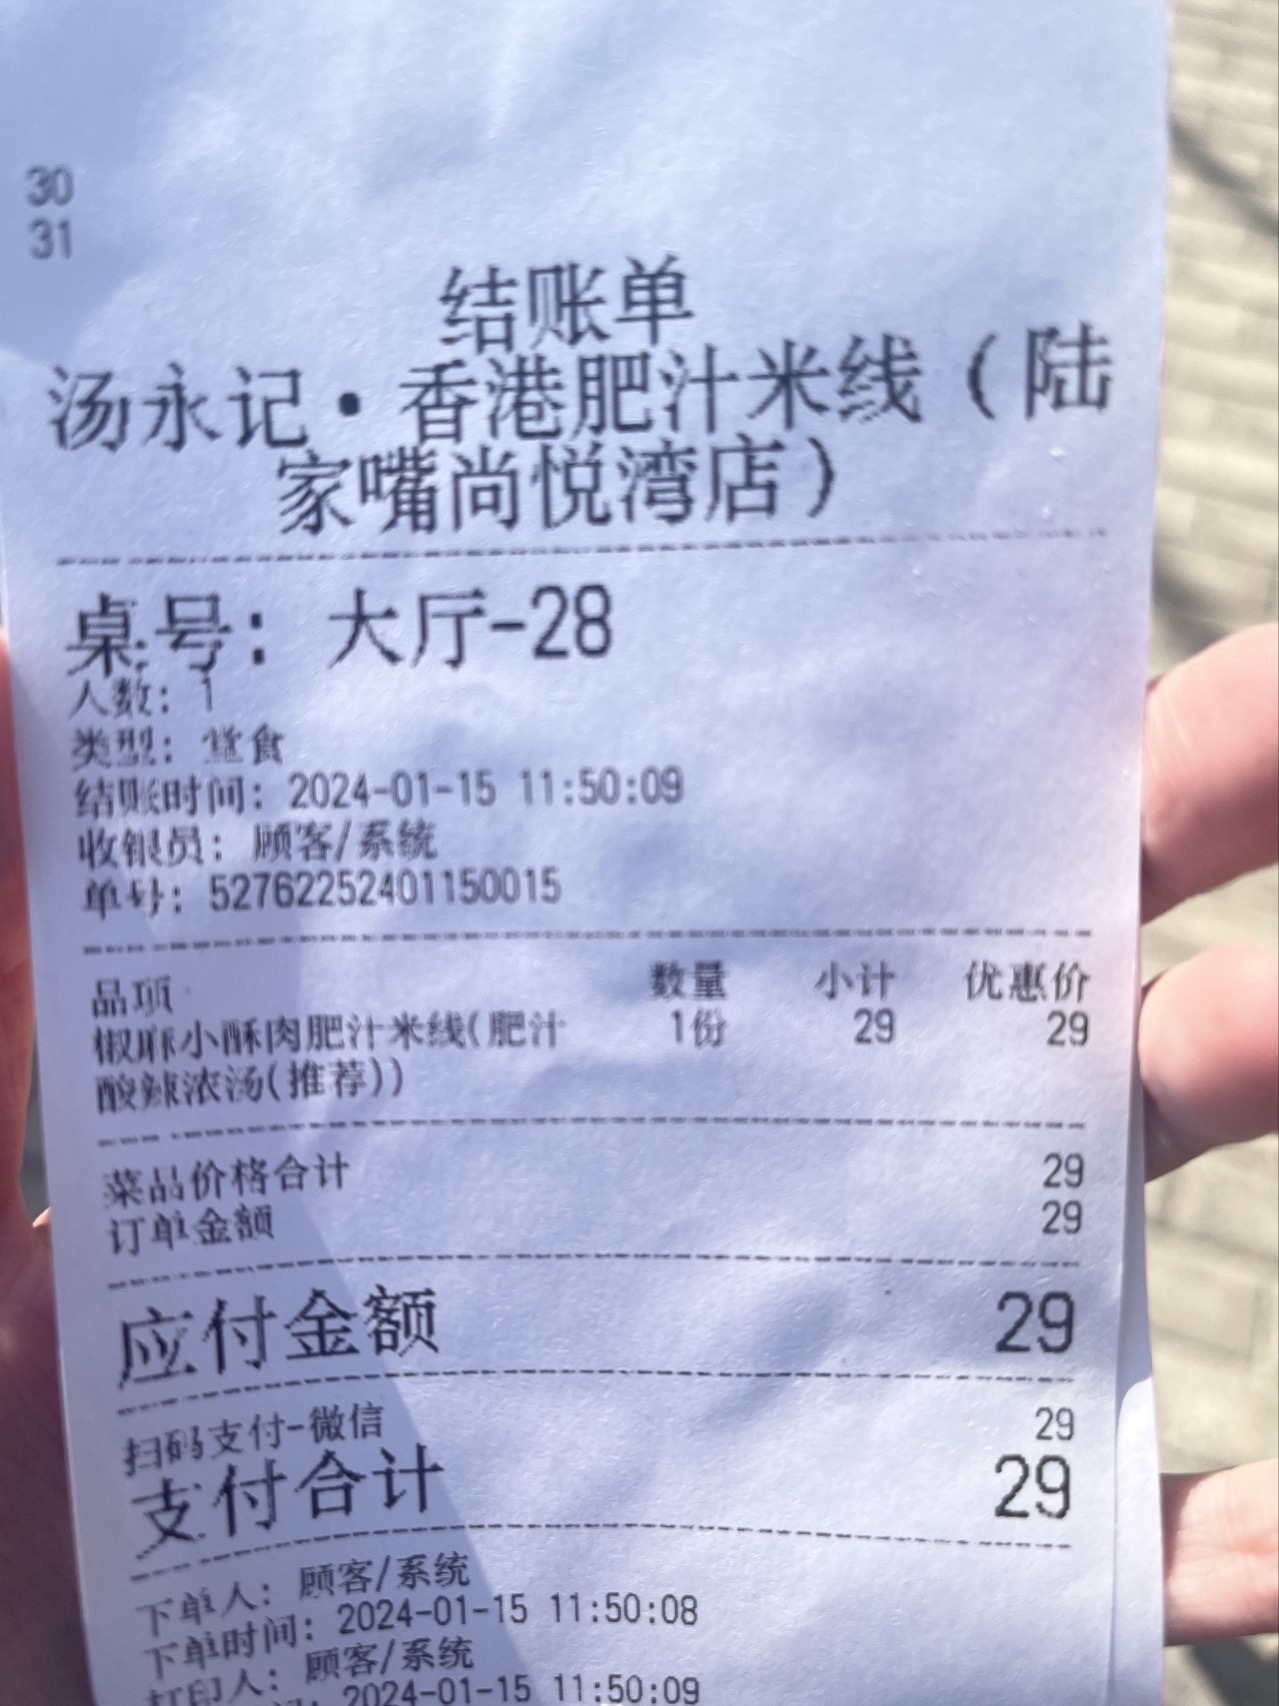 30
31
结账单
汤永记·香港肥汁米线（陆
家嘴尚悦湾店）
桌号：大厅-28
人数：1
类型：堂食
结账时间：2024-01-15 11:50:09
收银员：顾客/系统
单号：52762252401150015
品项 数量 小计 优惠价
椒麻小酥肉肥汁米线(肥汁 1份 29 29
酸辣浓汤(推荐))
菜品价格合计 29
订单金额 29
应付金额 29
扫码支付-微信 29
支付合计 29
下单人：顾客/系统
下单时间：2024-01-15 11:50:08
打印人：顾客/系统
2024-01-15 11:50:09